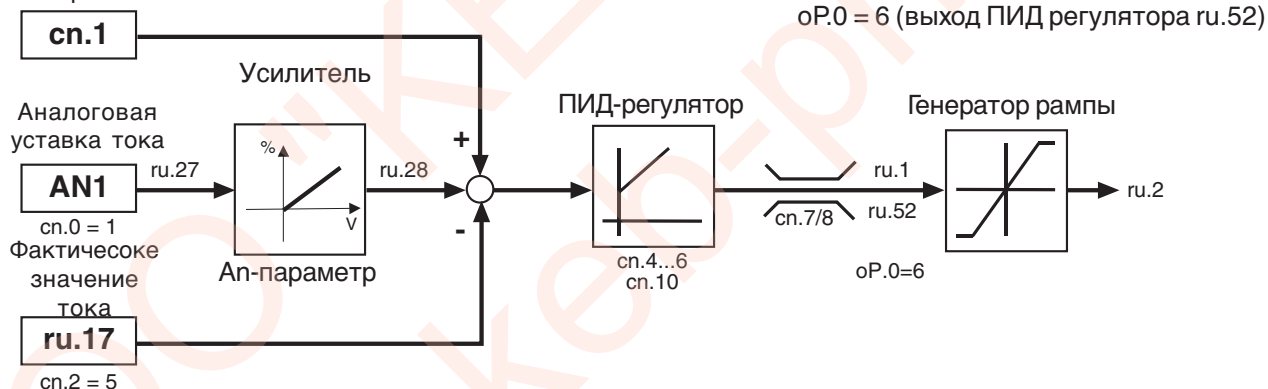 oP.0 = 6 (выход ПИД регулятора ru.52)
cn.1
Усилитель
Аналоговая
уставка тока
AN1
cn.0 = 1
ru.27
%
V
An-параметр
ru.28
+
-
Фактичесоке
значение
тока
ru.17
cn.2 = 5
ПИД-регулятор
cn.4...6
cn.10
ru.1
cn.7/8
ru.52
Генератор рампы
oP.0=6
ru.2